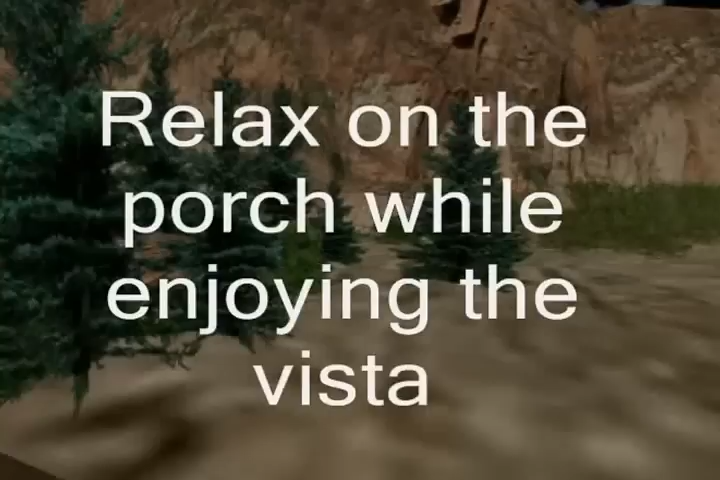 Relax on the
porch while
enjoying the
vista